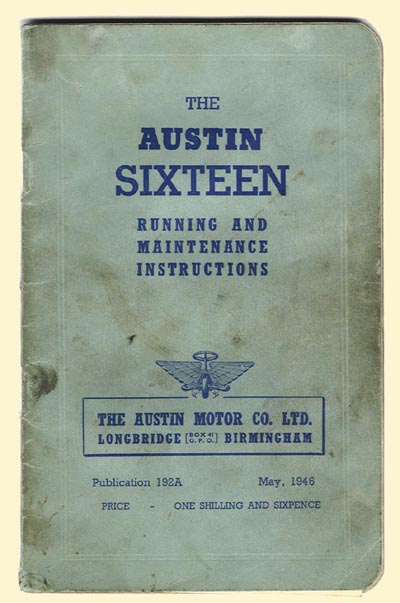 THE
AUSTIN
SIXTEEN
RUNNING AND
MAINTENANCE
INSTRUCTIONS
THE AUSTIN MOTOR CO. LTD.
LONGBRIDGE [BOX 41 G.P.O.] BIRMINGHAM
Publication 192A May, 1946
PRICE - ONE SHILLING AND SIXPENCE